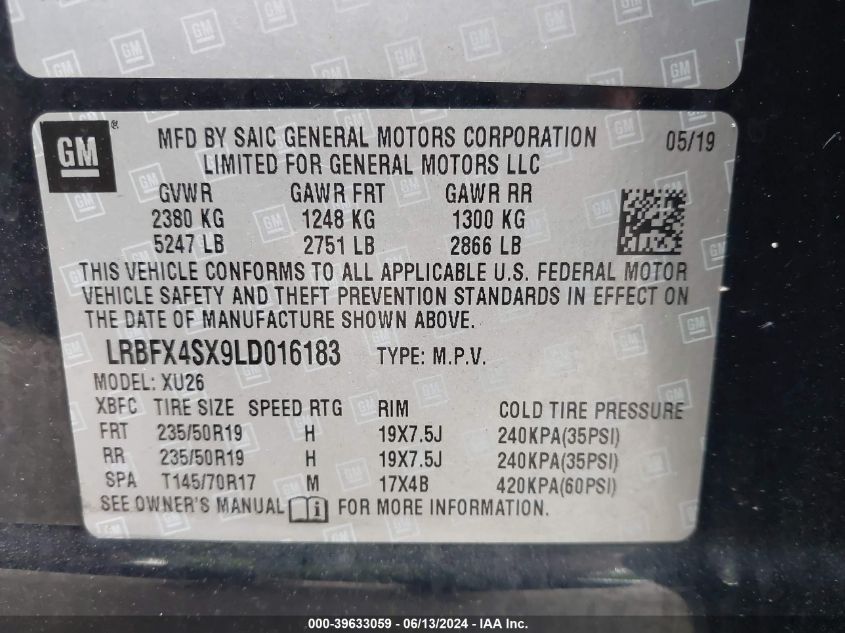 GM
MFD BY SAIC GENERAL MOTORS CORPORATION 05/19
LIMITED FOR GENERAL MOTORS LLC
GVWR GAWR FRT GAWR RR
2380 KG 1248 KG 1300 KG
5247 LB 2751 LB 2866 LB
THIS VEHICLE CONFORMS TO ALL APPLICABLE U.S. FEDERAL MOTOR
VEHICLE SAFETY AND THEFT PREVENTION STANDARDS IN EFFECT ON
THE DATE OF MANUFACTURE SHOWN ABOVE.
LRBFX4SX9LD016183 TYPE: M.P.V.
MODEL: XU26
XBFC TIRE SIZE SPEED RTG RIM COLD TIRE PRESSURE
FRT 235/50R19 H 19X7.5J 240KPA(35PSI)
RR 235/50R19 H 19X7.5J 240KPA(35PSI)
SPA T145/70R17 M 17X4B 420KPA(60PSI)
SEE OWNER'S MANUAL i FOR MORE INFORMATION.
000-39633059 - 06/13/2024 - IAA Inc.